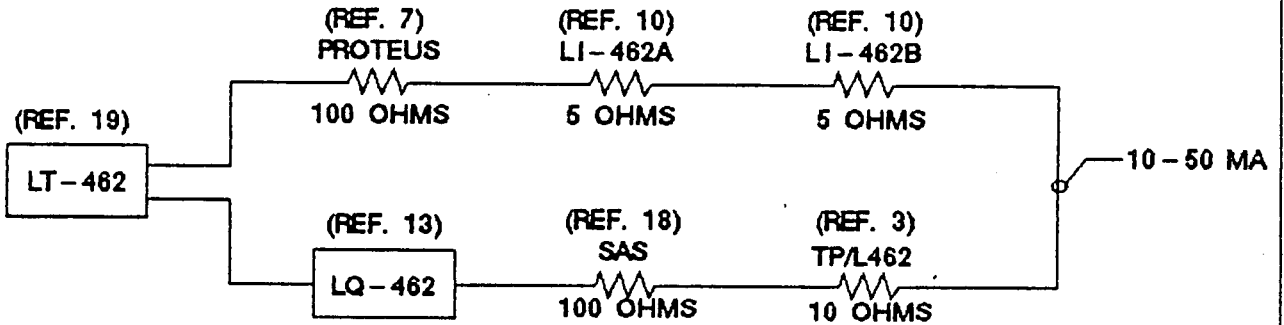 (REF. 7)
PROTEUS
100 OHMS
(REF. 10)
LI-462A
5 OHMS
(REF. 10)
LI-462B
5 OHMS
(REF. 19)
LT-462
10-50 MA
(REF. 13)
LQ-462
(REF. 18)
SAS
100 OHMS
(REF. 3)
TP/L462
10 OHMS